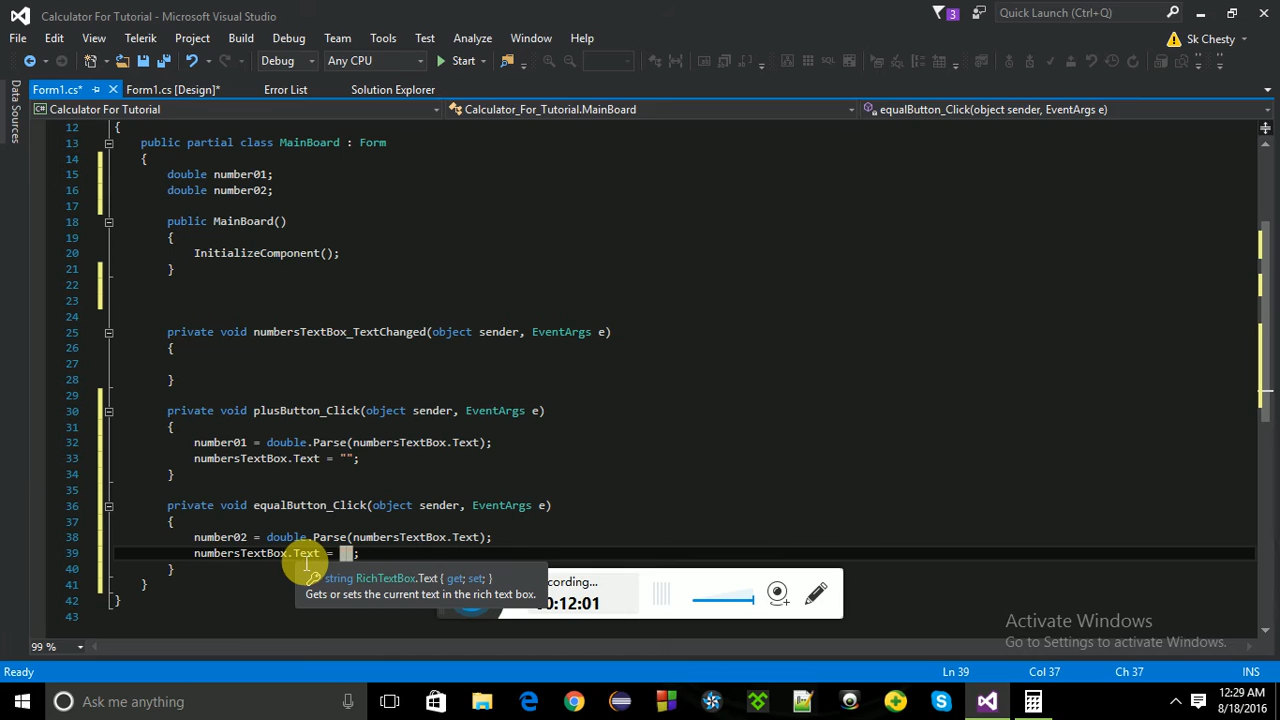 Calculator For Tutorial - Microsoft Visual Studio
3
Quick Launch (Ctrl+Q)
File Edit View Telerik Project Build Debug Team Tools Test Analyze Window Help
Sk Chesty
Debug Any CPU Start
Form1.cs* Form1.cs [Design]* Error List Solution Explorer
Data Sources
C# Calculator For Tutorial Calculator_For_Tutorial.MainBoard equalButton_Click(object sender, EventArgs e)
12 {
13 public partial class MainBoard : Form
14 {
15 double number01;
16 double number02;
17
18 public MainBoard()
19 {
20 InitializeComponent();
21 }
22
23
24
25 private void numbersTextBox_TextChanged(object sender, EventArgs e)
26 {
27
28 }
29
30 private void plusButton_Click(object sender, EventArgs e)
31 {
32 number01 = double.Parse(numbersTextBox.Text);
33 numbersTextBox.Text = "";
34 }
35
36 private void equalButton_Click(object sender, EventArgs e)
37 {
38 number02 = double.Parse(numbersTextBox.Text);
39 numbersTextBox.Text = ;
40 }
41 }
42 }
43
string RichTextBox.Text { get; set; }
Gets or sets the current text in the rich text box.
ecording...
00:12:01
Activate Windows
Go to Settings to activate Windows.
99 %
Ready Ln 39 Col 37 Ch 37 INS
Ask me anything
12:29 AM
8/18/2016